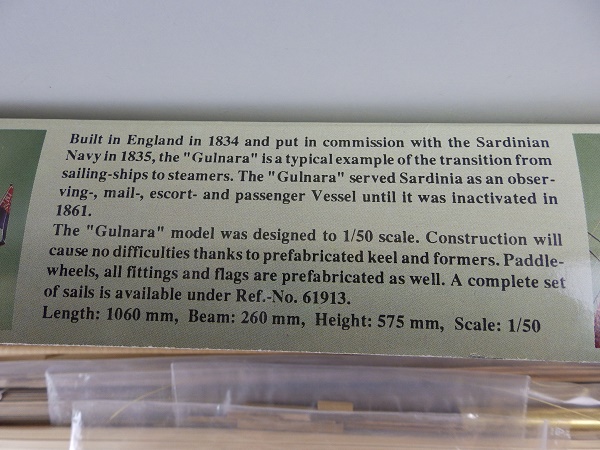 Built in England in 1834 and put in commission with the Sardinian
Navy in 1835, the "Gulnara" is a typical example of the transition from
sailing-ships to steamers. The "Gulnara" served Sardinia as an obser-
ving-, mail-, escort- and passenger Vessel until it was inactivated in
1861.
The "Gulnara" model was designed to 1/50 scale. Construction will
cause no difficulties thanks to prefabricated keel and formers. Paddle-
wheels, all fittings and flags are prefabricated as well. A complete set
of sails is available under Ref.-No. 61913.
Length: 1060 mm, Beam: 260 mm, Height: 575 mm, Scale: 1/50